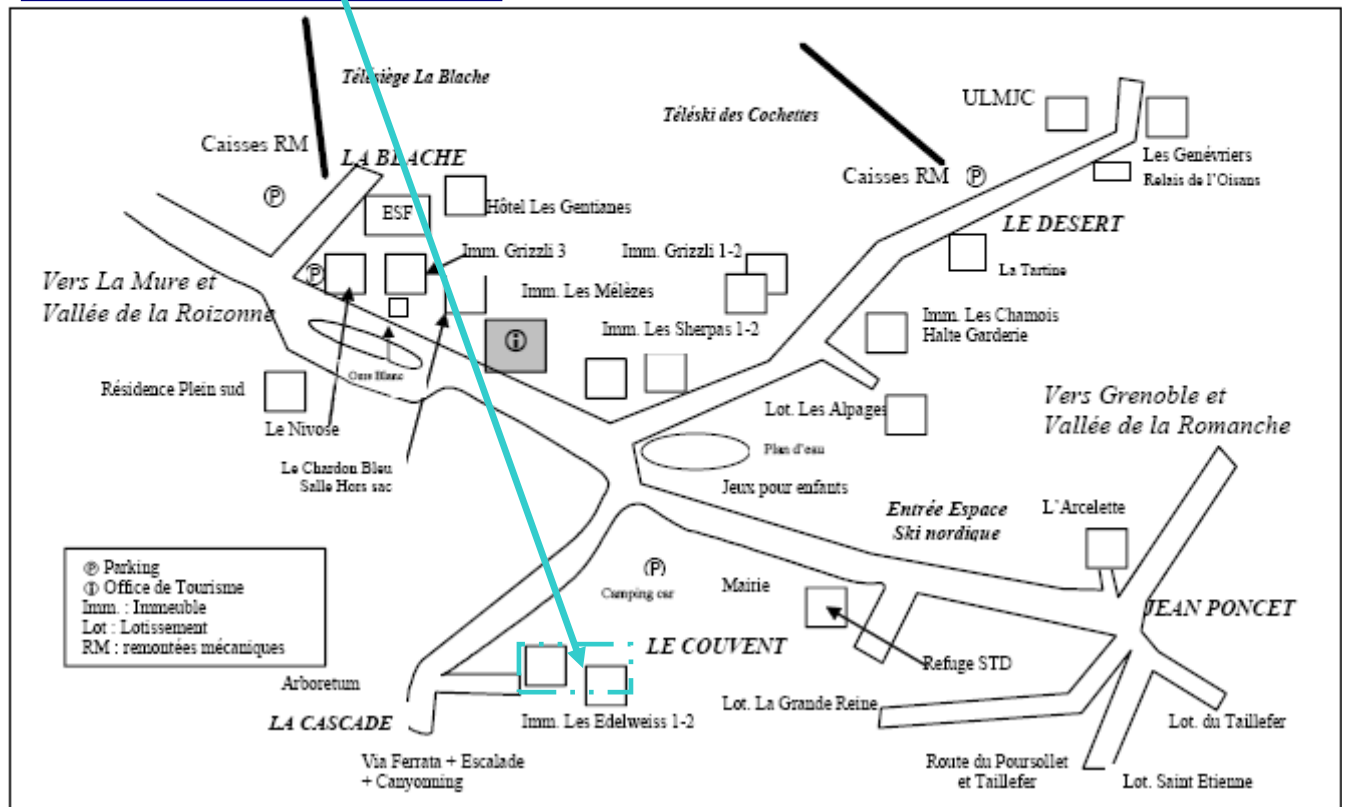 Télésiège La Blache
ULMJC
Téléski des Cochettes
Caisses RM
LA BLACHE
Les Genévriers
Relais de l'Oisans
Caisses RM
P
P
ESF
Hôtel Les Gentianes
LE DESERT
Imm. Grizzli 3
Imm. Grizzli 1-2
La Tartine
P
Vers La Mure et
Vallée de la Roizonne
Imm. Les Mélèzes
Imm. Les Sherpas 1-2
Imm. Les Chamois
Halte Garderie
i
Ours Blanc
Résidence Plein sud
Vers Grenoble et
Vallée de la Romanche
Lot. Les Alpages
Le Nivose
Plan d'eau
Le Chardon Bleu
Salle Hors sac
Jeux pour enfants
Entrée Espace
Ski nordique
L'Arcelette
P Parking
i Office de Tourisme
Imm. : Immeuble
Lot : Lotissement
RM : remontées mécaniques
P
Camping car
Mairie
JEAN PONCET
LE COUVENT
Refuge STD
Arboretum
Lot. La Grande Reine
LA CASCADE
Imm. Les Edelweiss 1-2
Lot. du Taillefer
Via Ferrata + Escalade
+ Canyonning
Route du Poursollet
et Taillefer
Lot. Saint Etienne